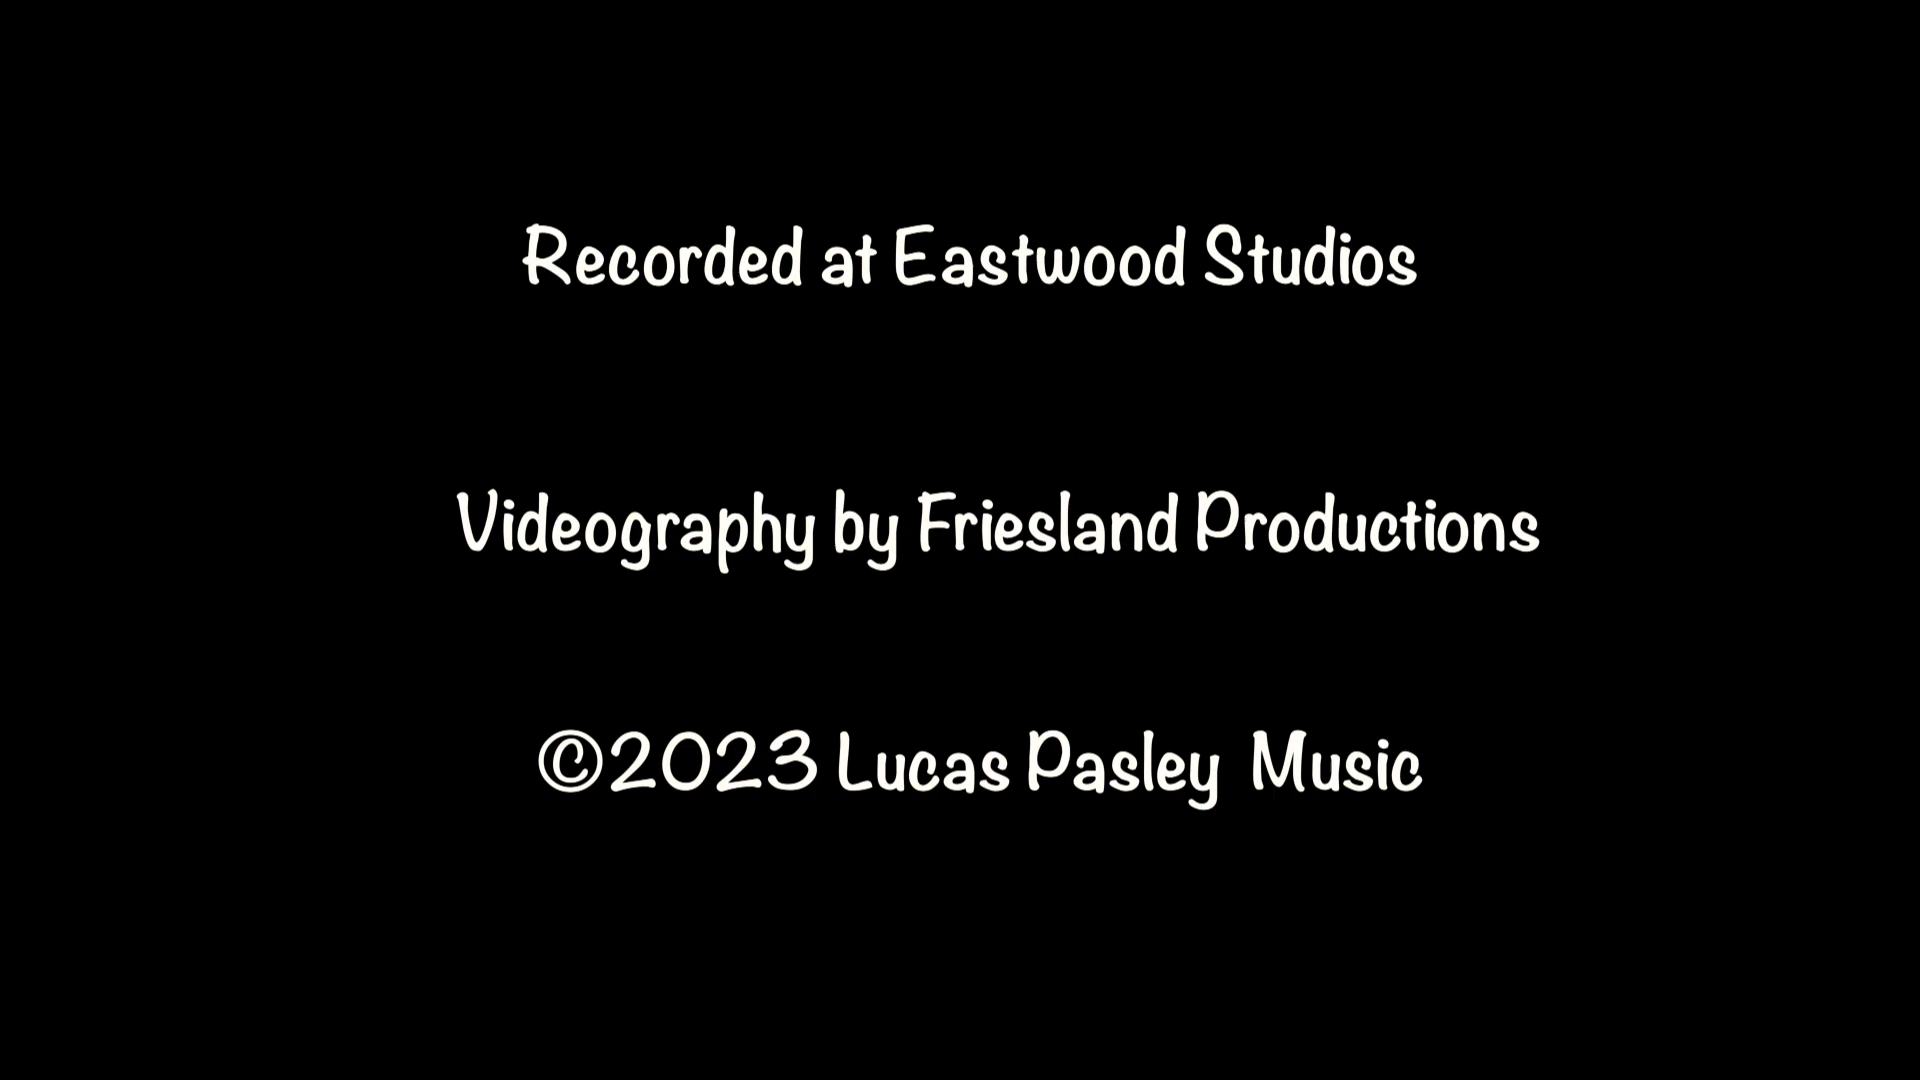 Recorded at Eastwood Studios
Videography by Friesland Productions
©2023 Lucas Pasley Music